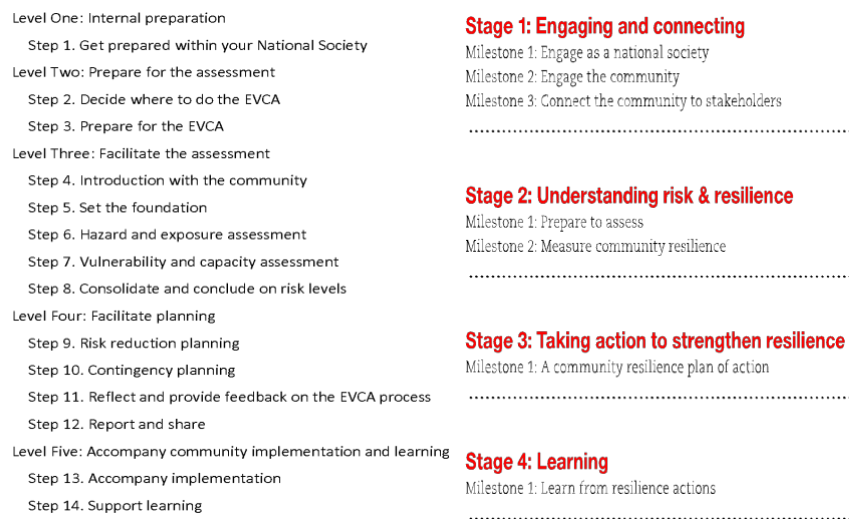 Level One: Internal preparation
Step 1. Get prepared within your National Society
Level Two: Prepare for the assessment
Step 2. Decide where to do the EVCA
Step 3. Prepare for the EVCA
Level Three: Facilitate the assessment
Step 4. Introduction with the community
Step 5. Set the foundation
Step 6. Hazard and exposure assessment
Step 7. Vulnerability and capacity assessment
Step 8. Consolidate and conclude on risk levels
Level Four: Facilitate planning
Step 9. Risk reduction planning
Step 10. Contingency planning
Step 11. Reflect and provide feedback on the EVCA process
Step 12. Report and share
Level Five: Accompany community implementation and learning
Step 13. Accompany implementation
Step 14. Support learning
Stage 1: Engaging and connecting
Milestone 1: Engage as a national society
Milestone 2: Engage the community
Milestone 3: Connect the community to stakeholders
Stage 2: Understanding risk & resilience
Milestone 1: Prepare to assess
Milestone 2: Measure community resilience
Stage 3: Taking action to strengthen resilience
Milestone 1: A community resilience plan of action
Stage 4: Learning
Milestone 1: Learn from resilience actions